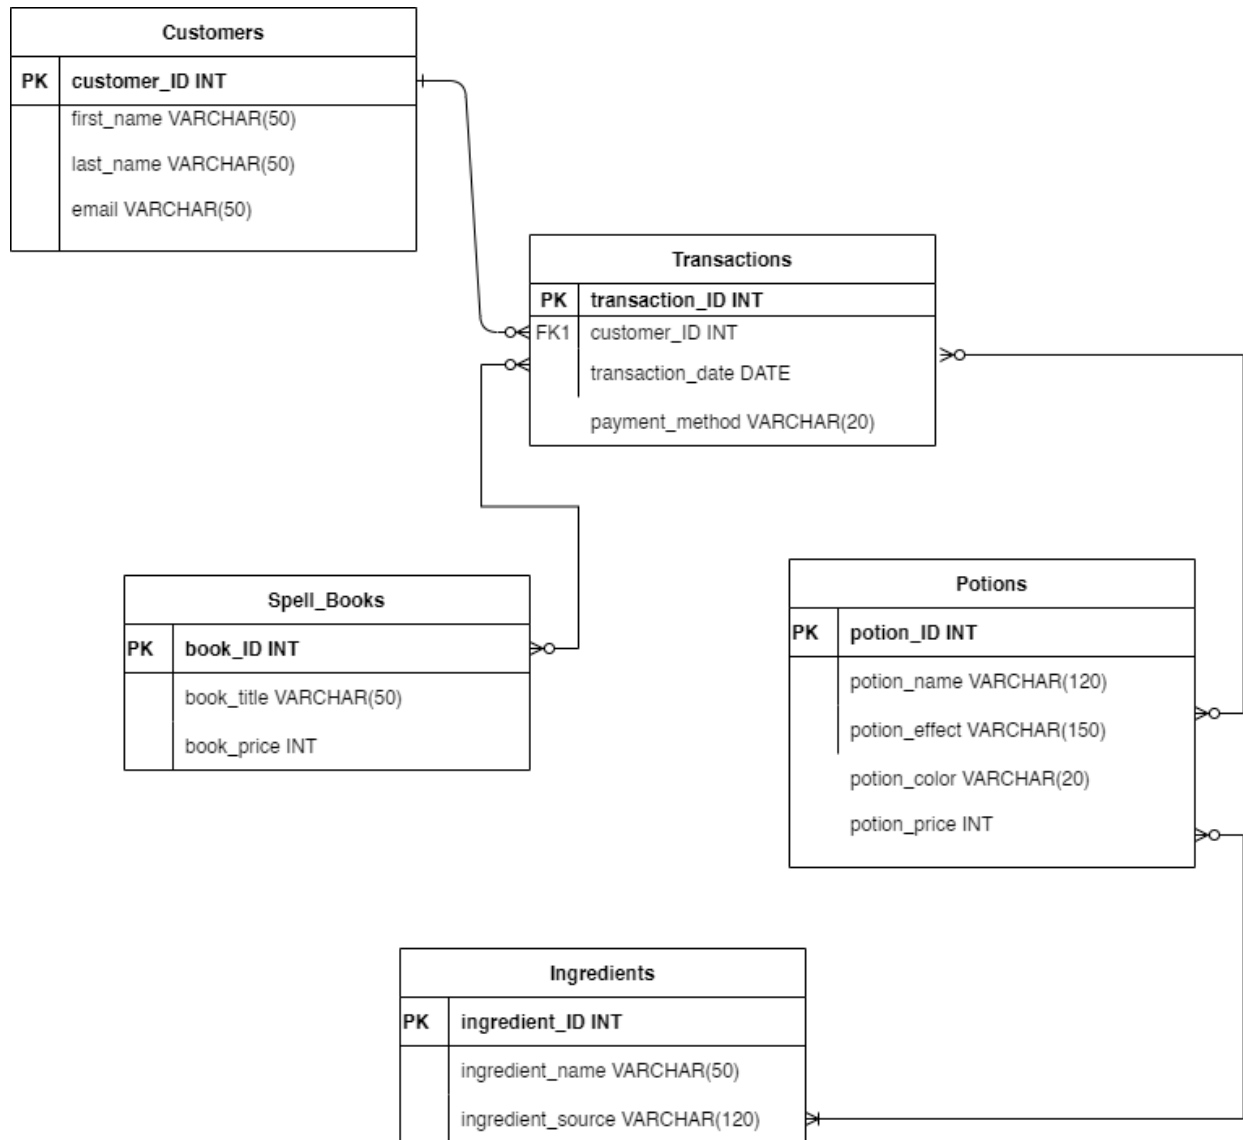 Customers
PK customer_ID INT
first_name VARCHAR(50)
last_name VARCHAR(50)
email VARCHAR(50)
Transactions
PK transaction_ID INT
FK1 customer_ID INT
transaction_date DATE
payment_method VARCHAR(20)
Spell_Books
PK book_ID INT
book_title VARCHAR(50)
book_price INT
Potions
PK potion_ID INT
potion_name VARCHAR(120)
potion_effect VARCHAR(150)
potion_color VARCHAR(20)
potion_price INT
Ingredients
PK ingredient_ID INT
ingredient_name VARCHAR(50)
ingredient_source VARCHAR(120)